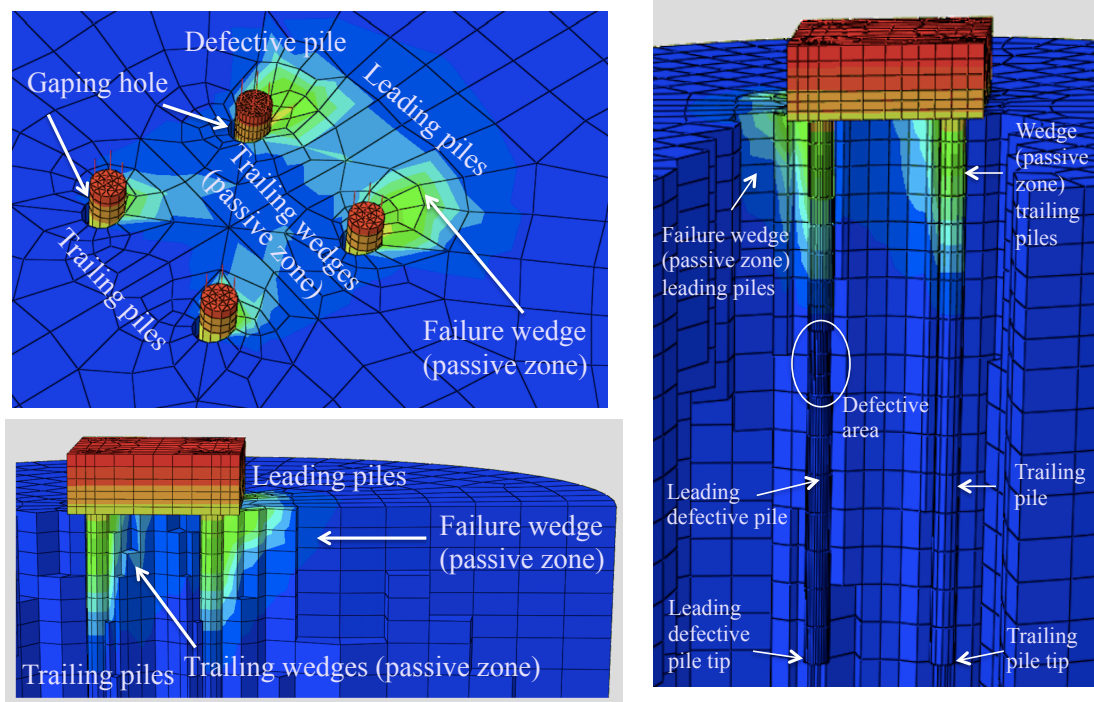 Defective pile
Gaping hole
Leading piles
Trailing wedges
(passive zone)
Trailing piles
Failure wedge
(passive zone)
Leading piles
Failure wedge
(passive zone)
Trailing piles
Trailing wedges (passive zone)
Wedge
(passive
zone)
trailing
piles
Failure wedge
(passive zone)
leading piles
Defective
area
Leading
defective pile
Trailing
pile
Leading
defective
pile tip
Trailing
pile tip